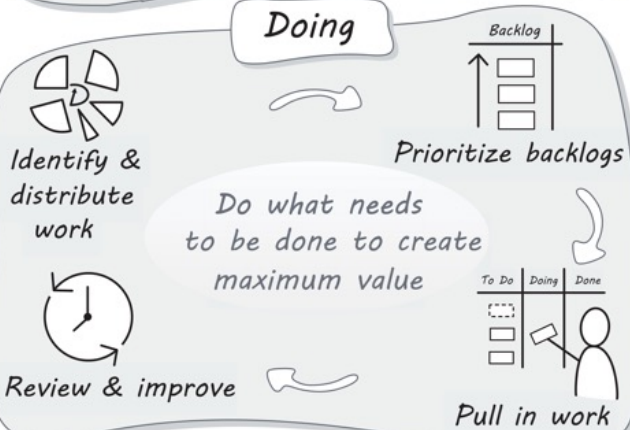 Doing
Identify &
distribute
work
Backlog
Prioritize backlogs
Do what needs
to be done to create
maximum value
To Do Doing Done
Pull in work
Review & improve